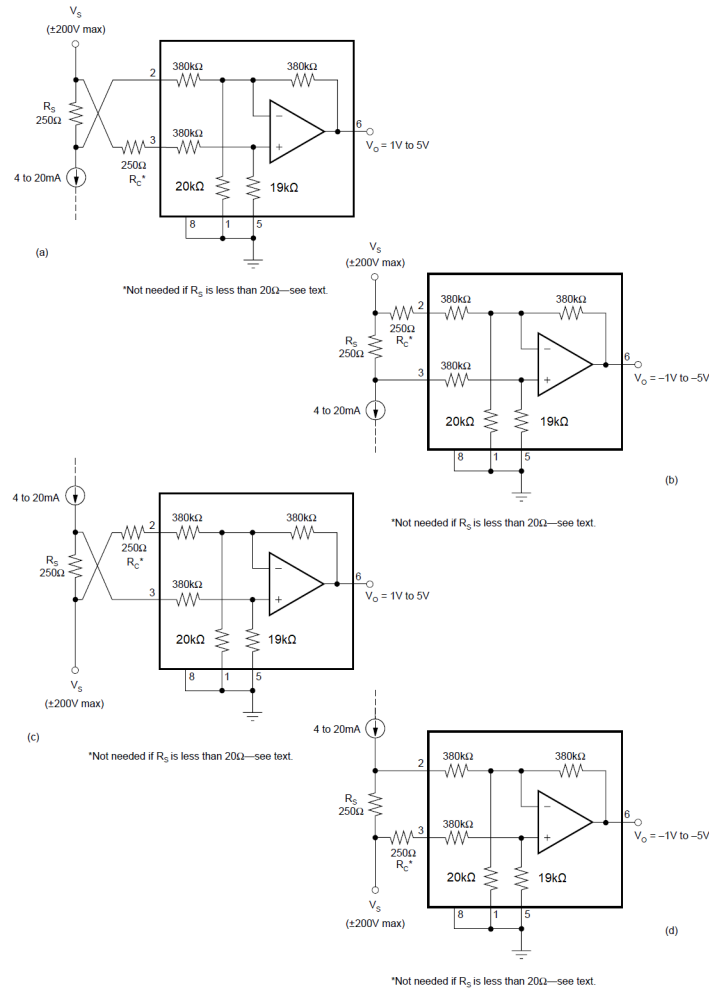 V_S
(±200V max)
2
380kΩ
380kΩ
R_S
250Ω
3
380kΩ
6
V_O = 1V to 5V
250Ω
R_C*
4 to 20mA
20kΩ
19kΩ
8
1
5
(a)
*Not needed if R_S is less than 20Ω—see text.
V_S
(±200V max)
2
380kΩ
380kΩ
250Ω
R_C*
R_S
250Ω
3
380kΩ
6
V_O = –1V to –5V
4 to 20mA
20kΩ
19kΩ
8
1
5
(b)
*Not needed if R_S is less than 20Ω—see text.
4 to 20mA
2
380kΩ
380kΩ
250Ω
R_C*
R_S
250Ω
3
380kΩ
6
V_O = 1V to 5V
20kΩ
19kΩ
8
1
5
V_S
(±200V max)
(c)
*Not needed if R_S is less than 20Ω—see text.
4 to 20mA
2
380kΩ
380kΩ
R_S
250Ω
3
380kΩ
6
V_O = –1V to –5V
250Ω
R_C*
20kΩ
19kΩ
8
1
5
V_S
(±200V max)
(d)
*Not needed if R_S is less than 20Ω—see text.